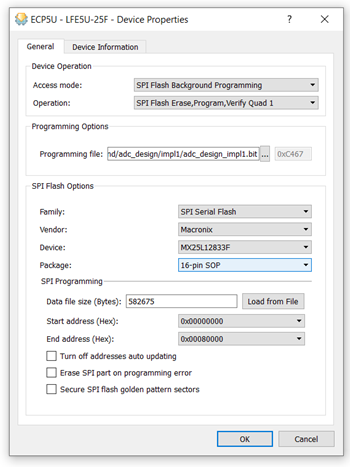 ECP5U - LFE5U-25F - Device Properties
General
Device Information
Device Operation
Access mode: SPI Flash Background Programming
Operation: SPI Flash Erase,Program,Verify Quad 1
Programming Options
Programming file: nd/adc_design/impl1/adc_design_impl1.bit ... 0xC467
SPI Flash Options
Family: SPI Serial Flash
Vendor: Macronix
Device: MX25L12833F
Package: 16-pin SOP
SPI Programming
Data file size (Bytes): 582675 Load from File
Start address (Hex): 0x00000000
End address (Hex): 0x00080000
Turn off addresses auto updating
Erase SPI part on programming error
Secure SPI flash golden pattern sectors
OK
Cancel